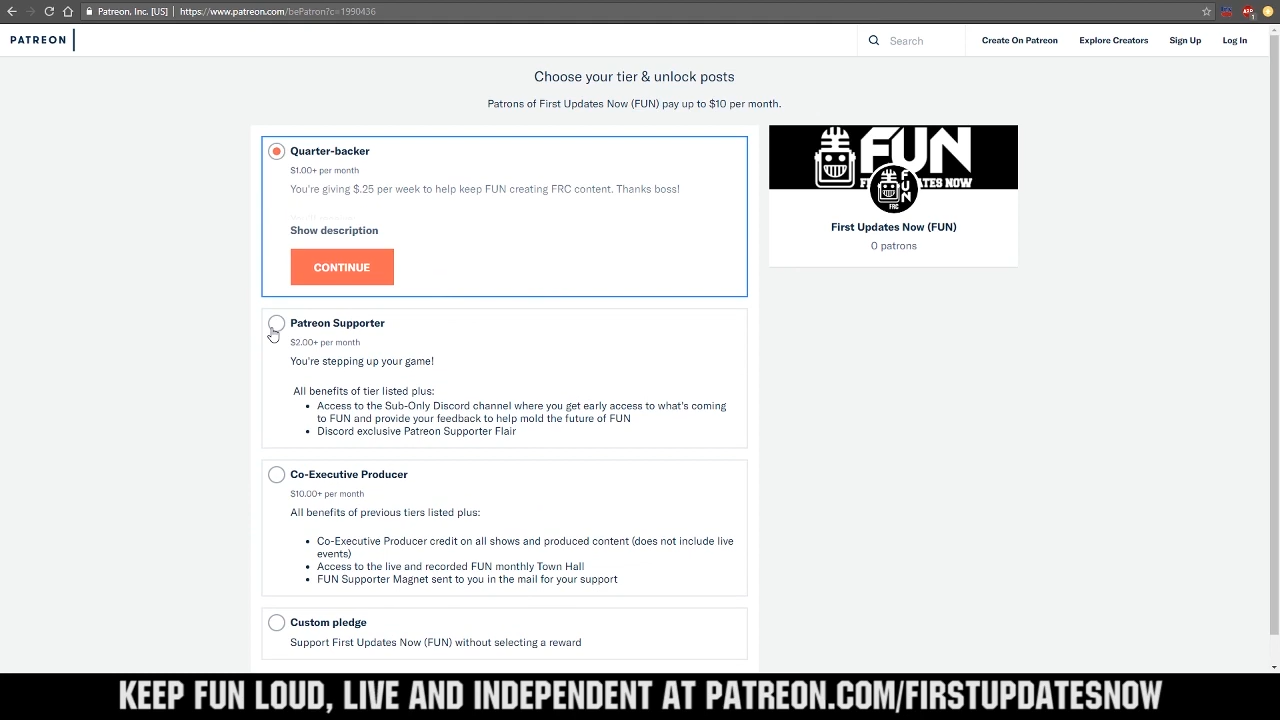 Patreon, Inc. [US] | https://www.patreon.com/bePatron?c=1990436
PATREON
Search
Create On Patreon
Explore Creators
Sign Up
Log In
Choose your tier & unlock posts
Patrons of First Updates Now (FUN) pay up to $10 per month.
Quarter-backer
$1.00+ per month
You're giving $.25 per week to help keep FUN creating FRC content. Thanks boss!
Show description
CONTINUE
Patreon Supporter
$2.00+ per month
You're stepping up your game!
All benefits of tier listed plus:
Access to the Sub-Only Discord channel where you get early access to what's coming
to FUN and provide your feedback to help mold the future of FUN
Discord exclusive Patreon Supporter Flair
Co-Executive Producer
$10.00+ per month
All benefits of previous tiers listed plus:
Co-Executive Producer credit on all shows and produced content (does not include live
events)
Access to the live and recorded FUN monthly Town Hall
FUN Supporter Magnet sent to you in the mail for your support
Custom pledge
Support First Updates Now (FUN) without selecting a reward
FUN
ATES NOW
FUN
FRC
First Updates Now (FUN)
0 patrons
KEEP FUN LOUD, LIVE AND INDEPENDENT AT PATREON.COM/FIRSTUPDATESNOW